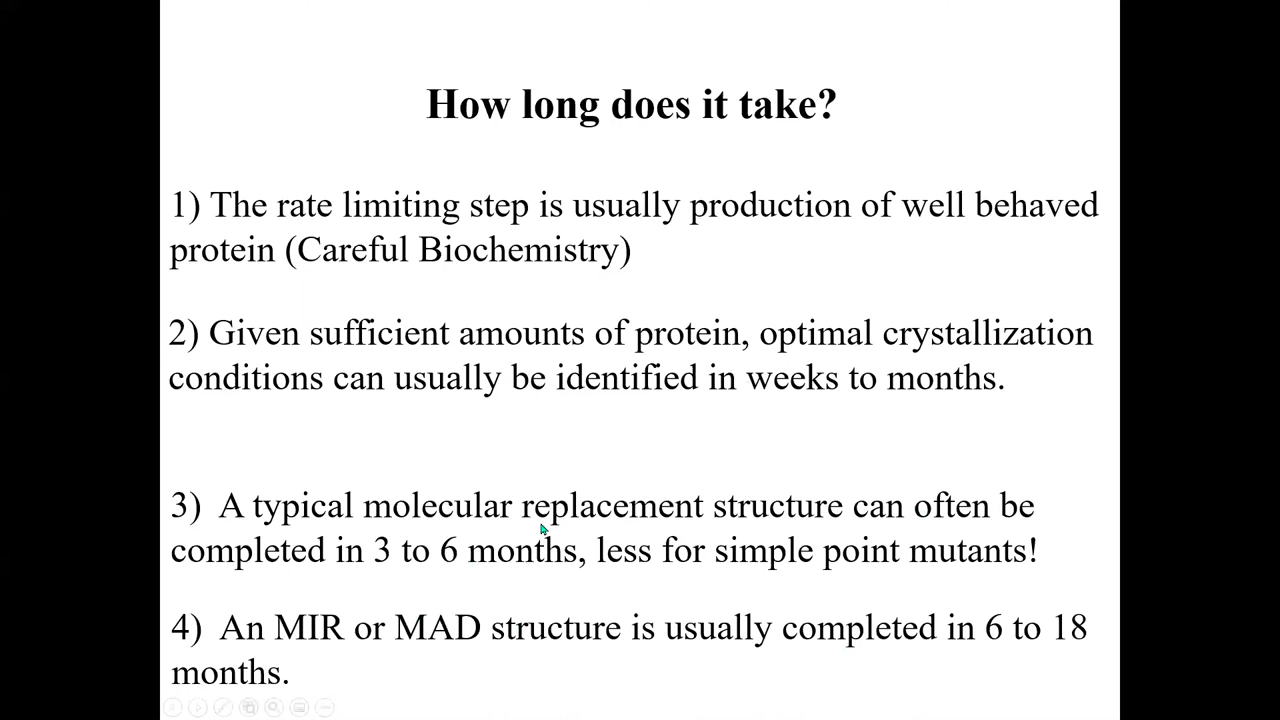 How long does it take?
1) The rate limiting step is usually production of well behaved
protein (Careful Biochemistry)
2) Given sufficient amounts of protein, optimal crystallization
conditions can usually be identified in weeks to months.
3)  A typical molecular replacement structure can often be
completed in 3 to 6 months, less for simple point mutants!
4)  An MIR or MAD structure is usually completed in 6 to 18
months.